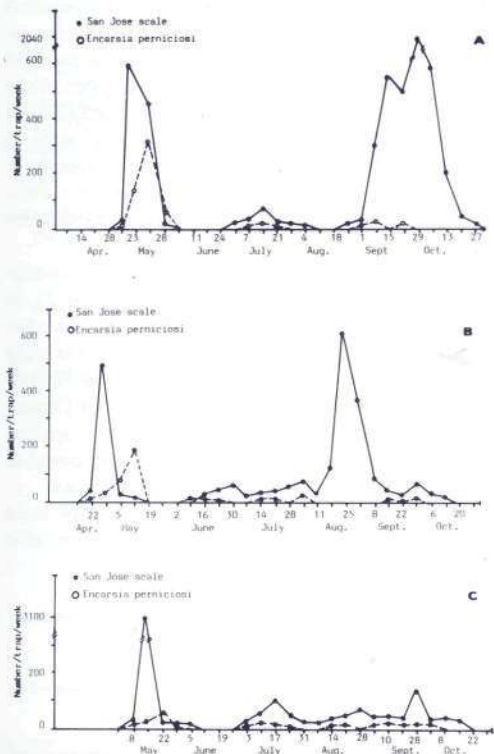 San Jose scale
Encarsia perniciosi
A
2040
600
400
200
0
Number/trap/week
14 28 23 11 24 7 21 4 18 1 15 29 13 27
Apr. May June July Aug. Sept Oct.
San Jose scale
Encarsia perniciosi
B
600
400
200
0
Number/trap/week
22 5 19 2 16 30 14 28 11 25 8 22 6 20
Apr. May June July Aug. Sept. Oct.
San Jose scale
Encarsia perniciosi
C
1100
200
0
Number/trap/week
8 22 5 19 3 17 31 14 28 10 28 8 22
May June July Aug. Sept. Oct.